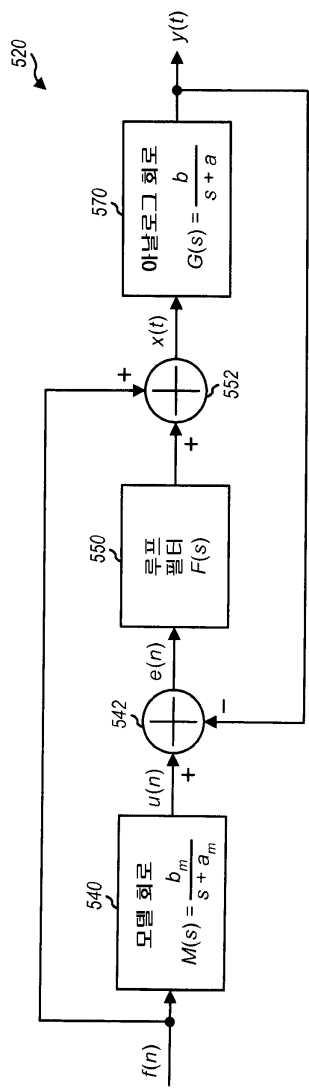 520
f(n)
540
모델 회로
M(s) = b_m / (s + a_m)
u(n)
+
542
−
e(n)
550
루프
필터
F(s)
+
+
552
x(t)
570
아날로그 회로
G(s) = b / (s + a)
y(t)